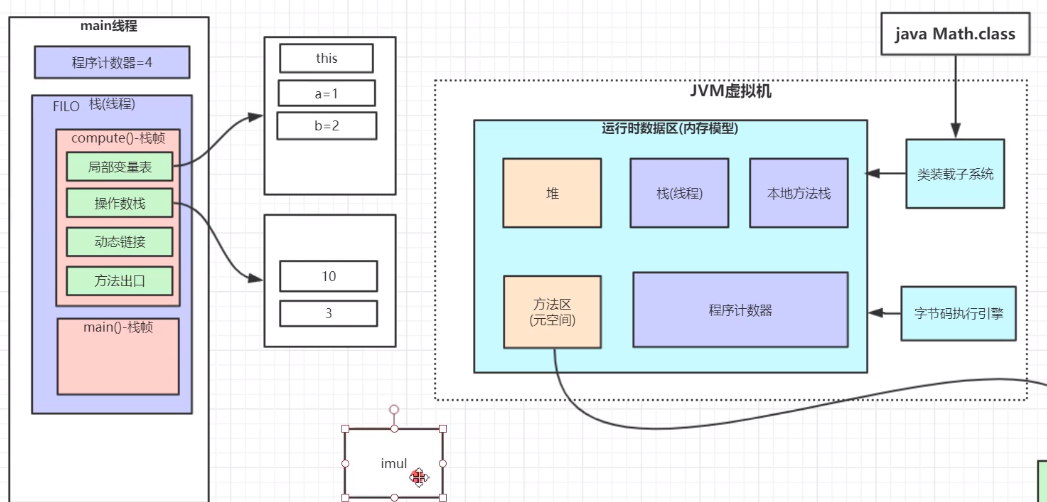 main线程
程序计数器=4
FILO 栈(线程)
compute()-栈帧
局部变量表
操作数栈
动态链接
方法出口
main()-栈帧
this
a=1
b=2
10
3
imul
java Math.class
JVM虚拟机
运行时数据区(内存模型)
堆
栈(线程)
本地方法栈
类装载子系统
方法区
(元空间)
程序计数器
字节码执行引擎